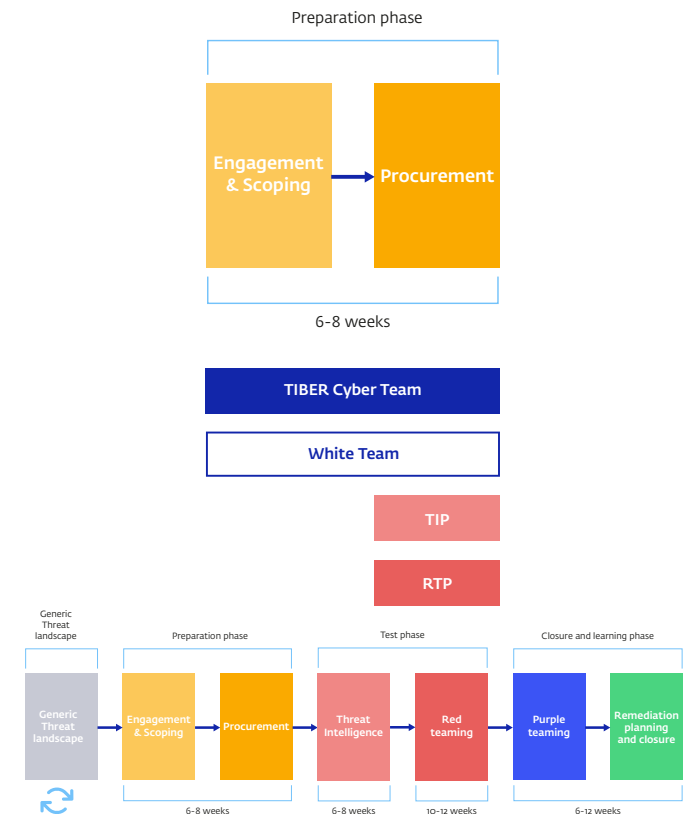 Preparation phase
Engagement
& Scoping
Procurement
6-8 weeks
TIBER Cyber Team
White Team
TIP
RTP
Generic
Threat
landscape
Preparation phase
Test phase
Closure and learning phase
Generic
Threat
landscape
Engagement
& Scoping
Procurement
Threat
Intelligence
Red
teaming
Purple
teaming
Remediation
planning
and closure
6-8 weeks
6-8 weeks
10-12 weeks
6-12 weeks